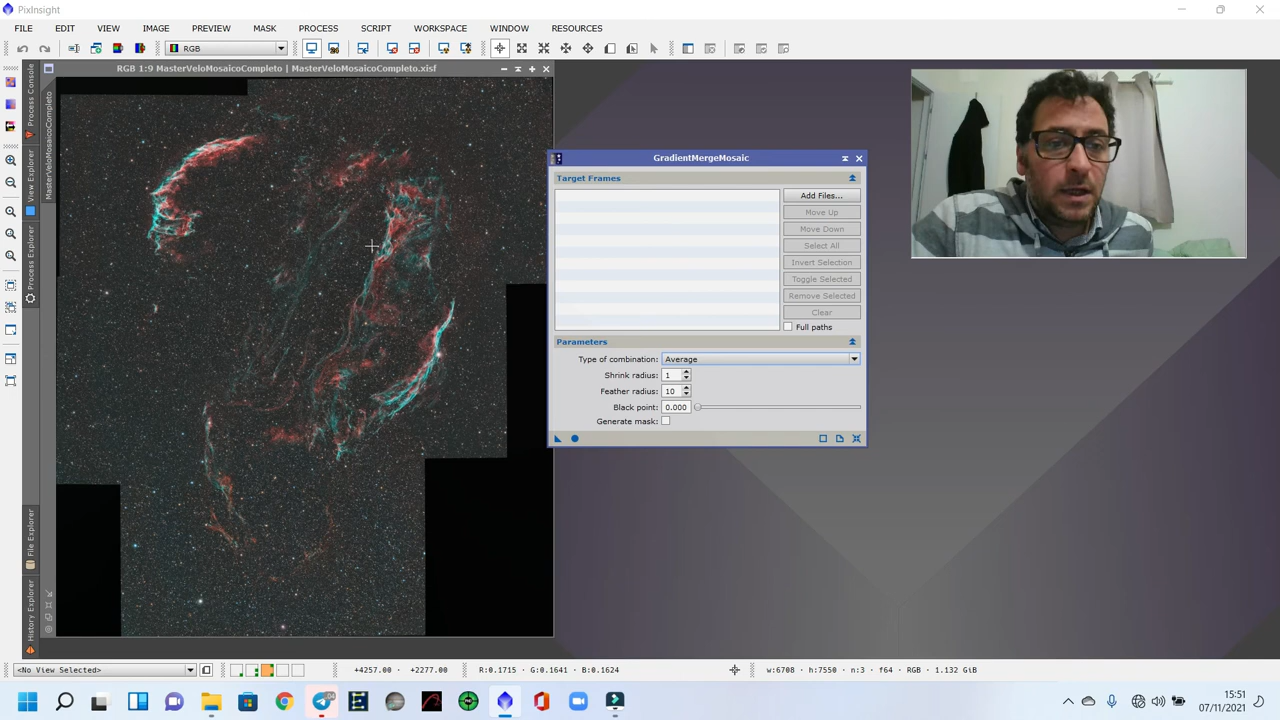 PixInsight
FILE EDIT VIEW IMAGE PREVIEW MASK PROCESS SCRIPT WORKSPACE WINDOW RESOURCES
RGB
RGB 1:9 MasterVeloMosaicoCompleto | MasterVeloMosaicoCompleto.xisf
Process Console
View Explorer
Process Explorer
File Explorer
History Explorer
MasterVeloMosaicoCompleto
GradientMergeMosaic
Target Frames
Add Files...
Move Up
Move Down
Select All
Invert Selection
Toggle Selected
Remove Selected
Clear
Full paths
Parameters
Type of combination: Average
Shrink radius: 1
Feather radius: 10
Black point: 0.000
Generate mask:
<No View Selected>
+4257.00 · +2277.00
R:0.1715 · G:0.1641 · B:0.1624
w:6708 · h:7550 · n:3 · f64 · RGB · 1.132 GiB
15:51
07/11/2021